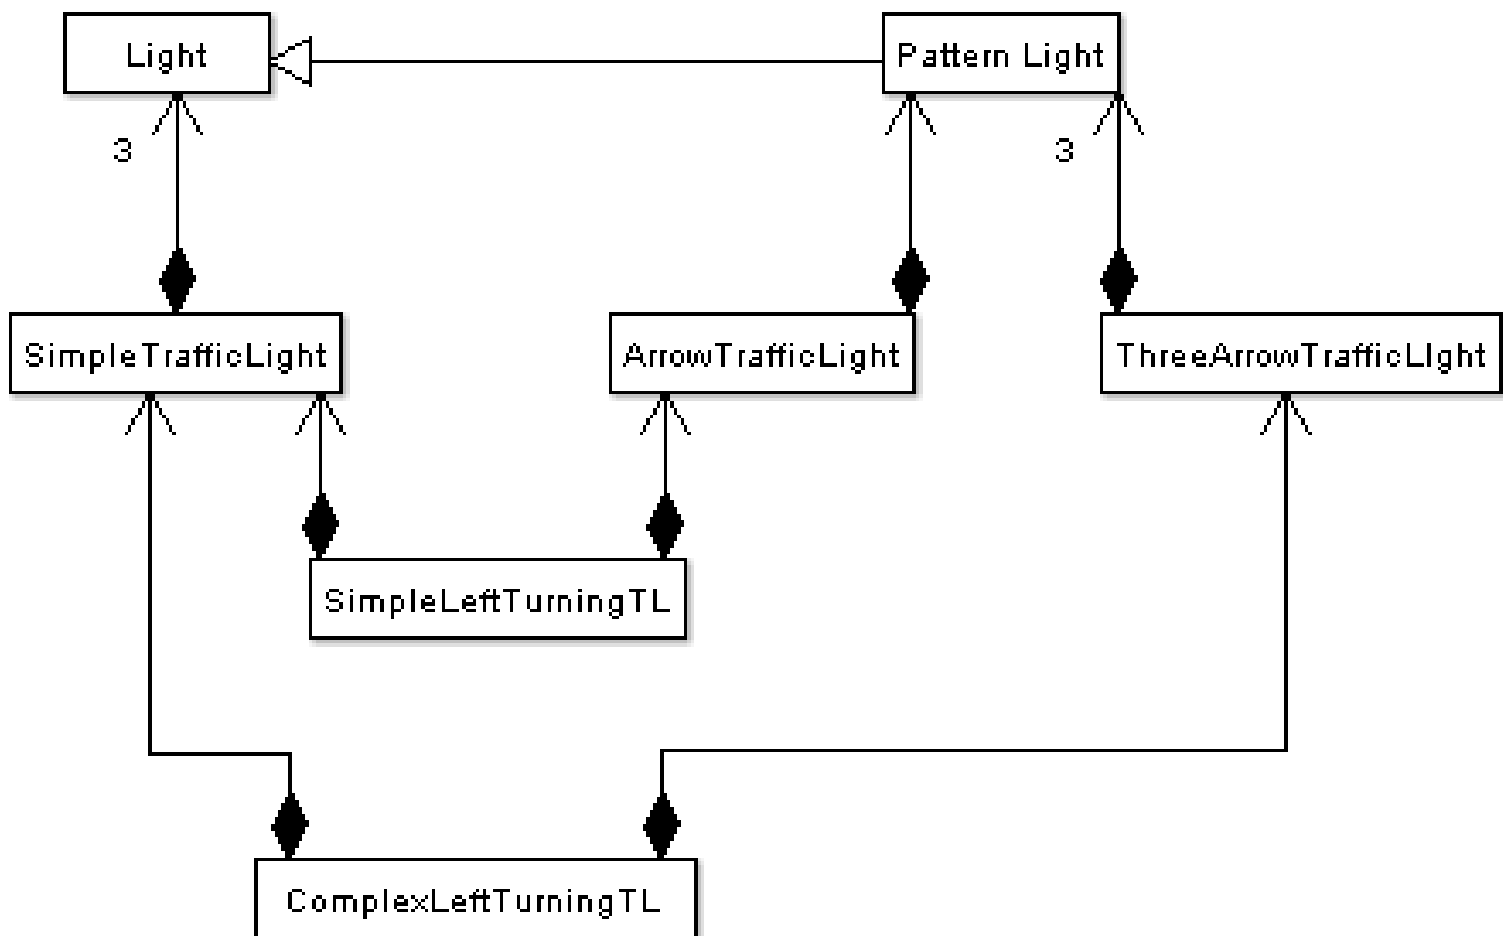 Light
Pattern Light
3
3
SimpleTrafficLight
ArrowTrafficLight
ThreeArrowTrafficLIght
SimpleLeftTurningTL
ComplexLeftTurningTL